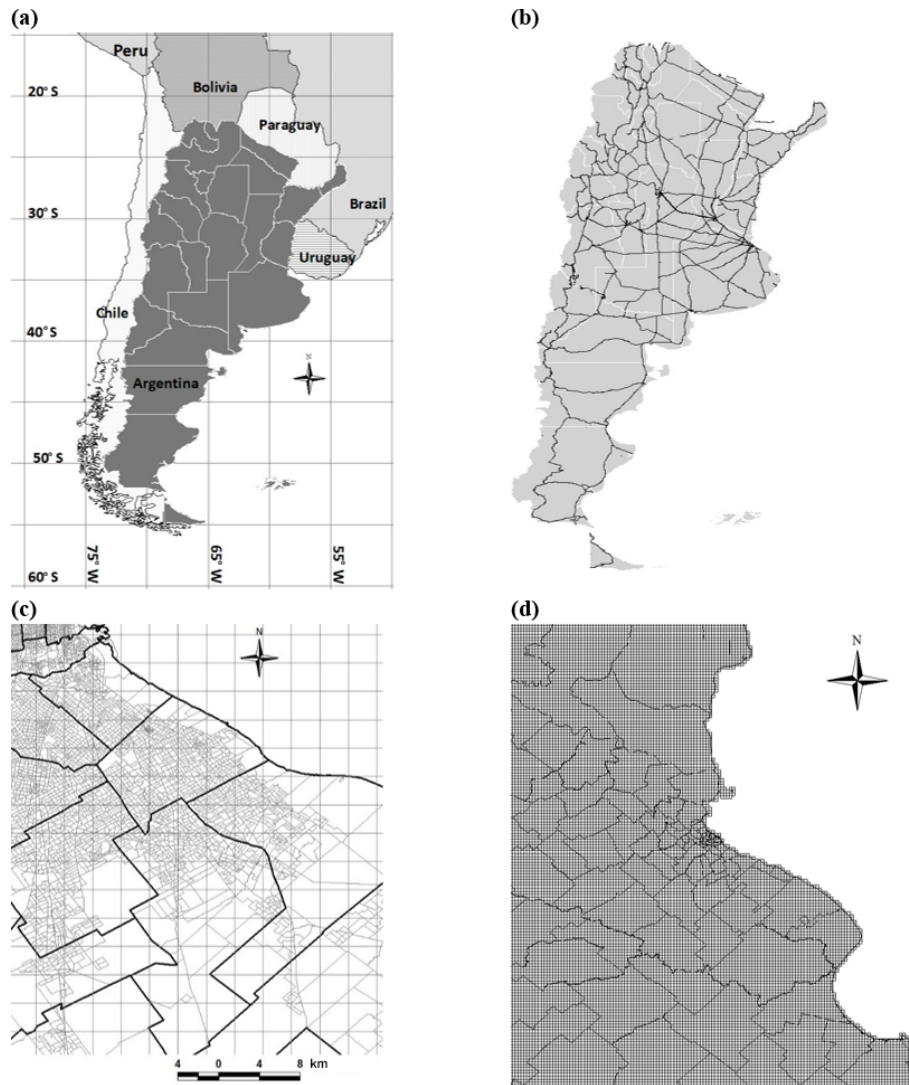 (a)
Peru
Bolivia
20° S
Paraguay
Brazil
30° S
Uruguay
Chile
40° S
N
Argentina
50° S
75° W
65° W
55° W
60° S
(b)
(c)
N
4 0 4 8 km
(d)
N